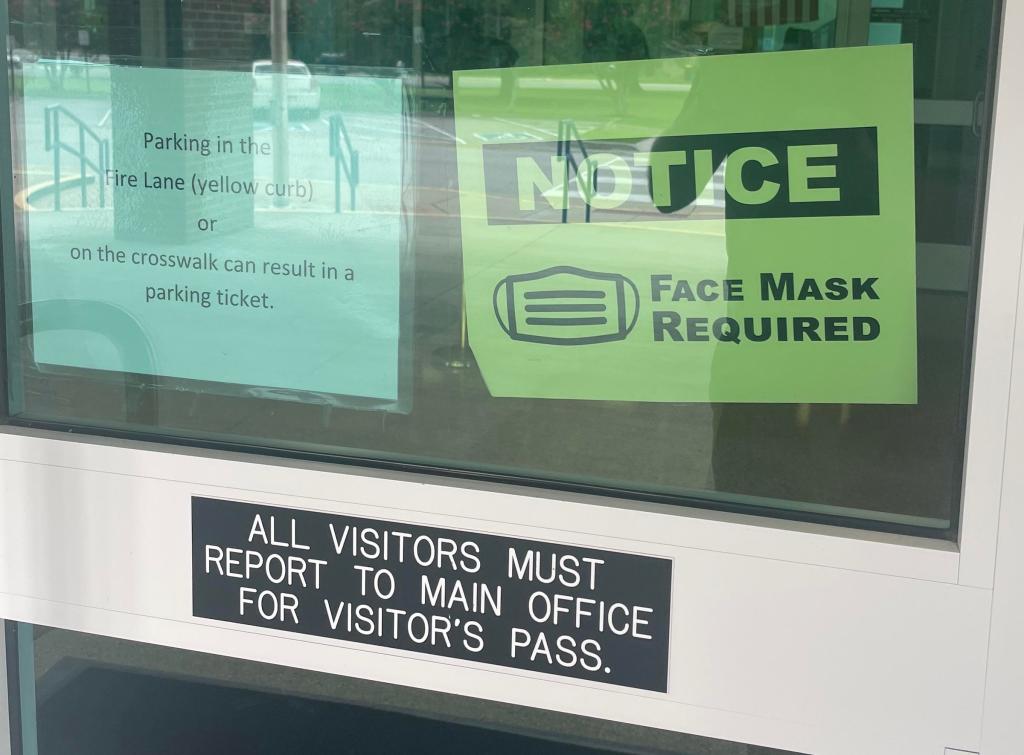 Parking in the
Fire Lane (yellow curb)
or
on the crosswalk can result in a
parking ticket.
NOTICE
FACE MASK
REQUIRED
ALL VISITORS MUST
REPORT TO MAIN OFFICE
FOR VISITOR'S PASS.